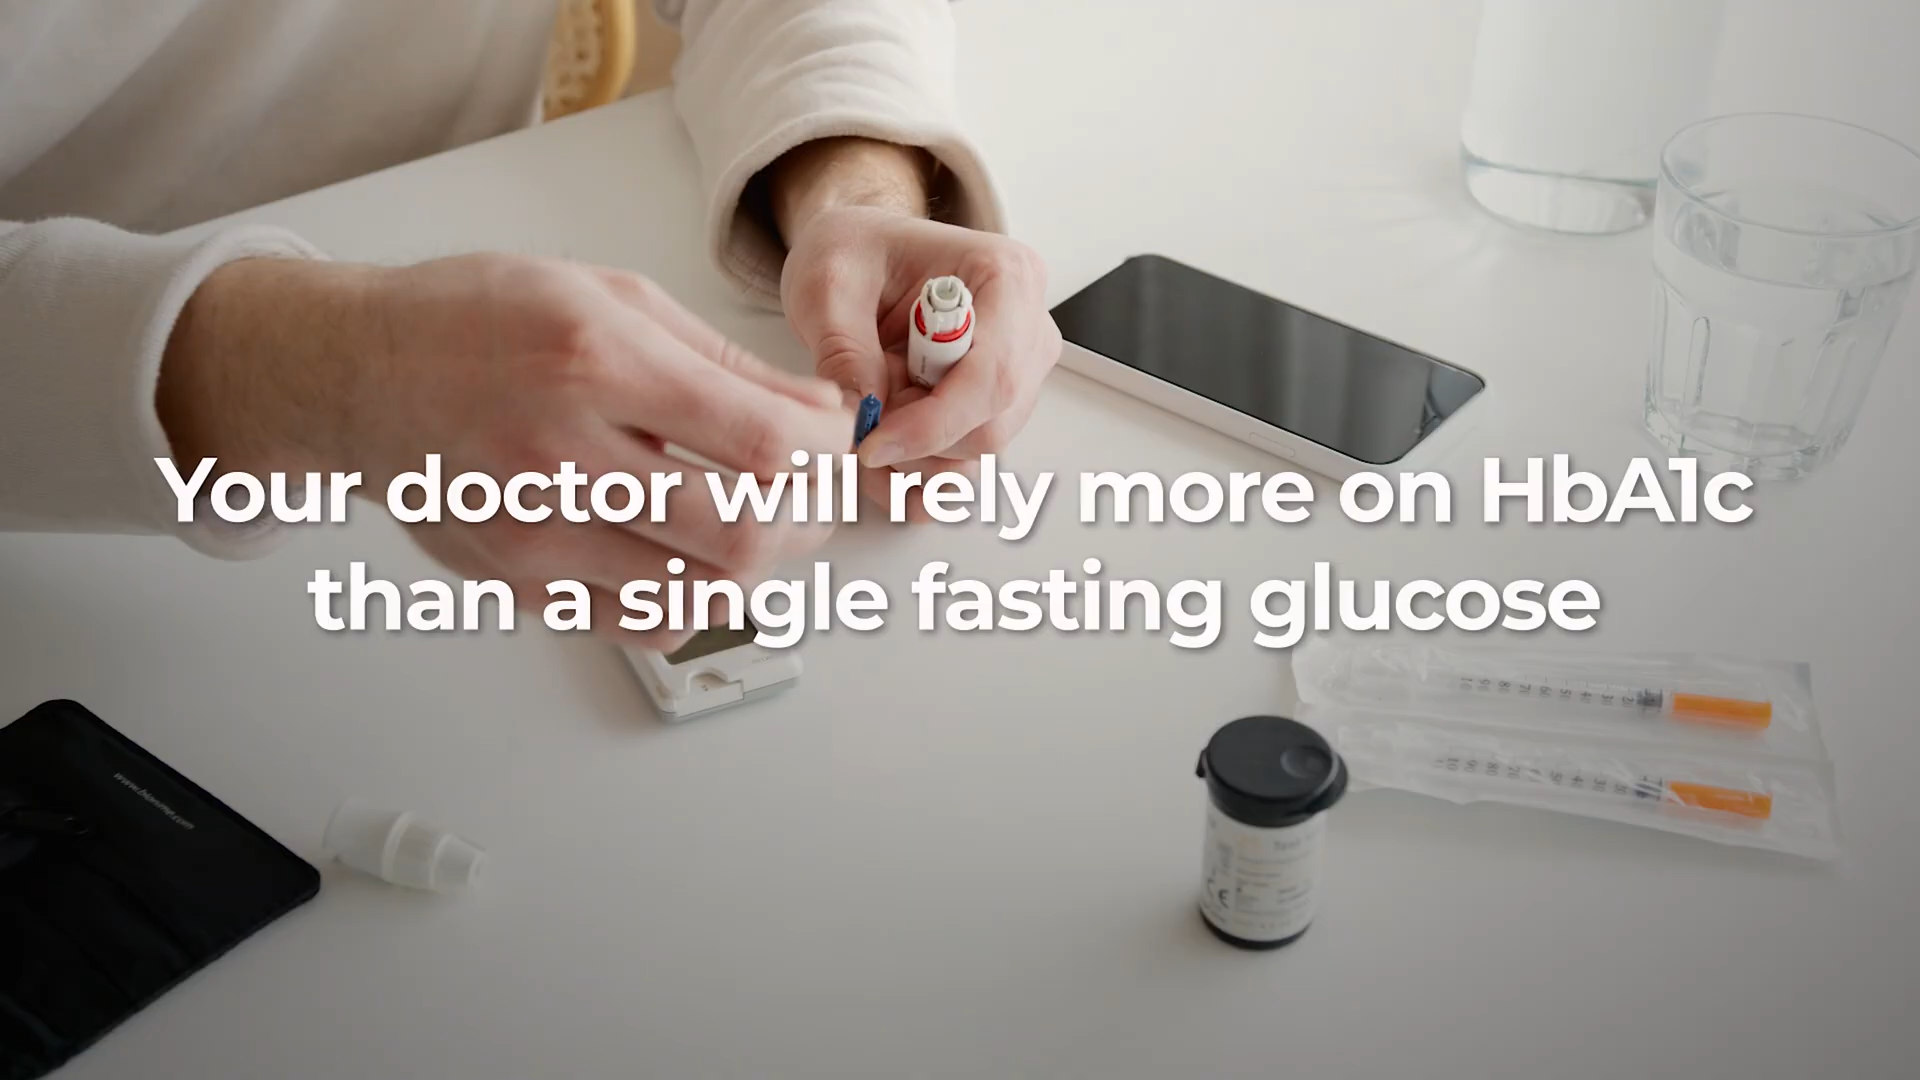 Your doctor will rely more on HbA1c
than a single fasting glucose